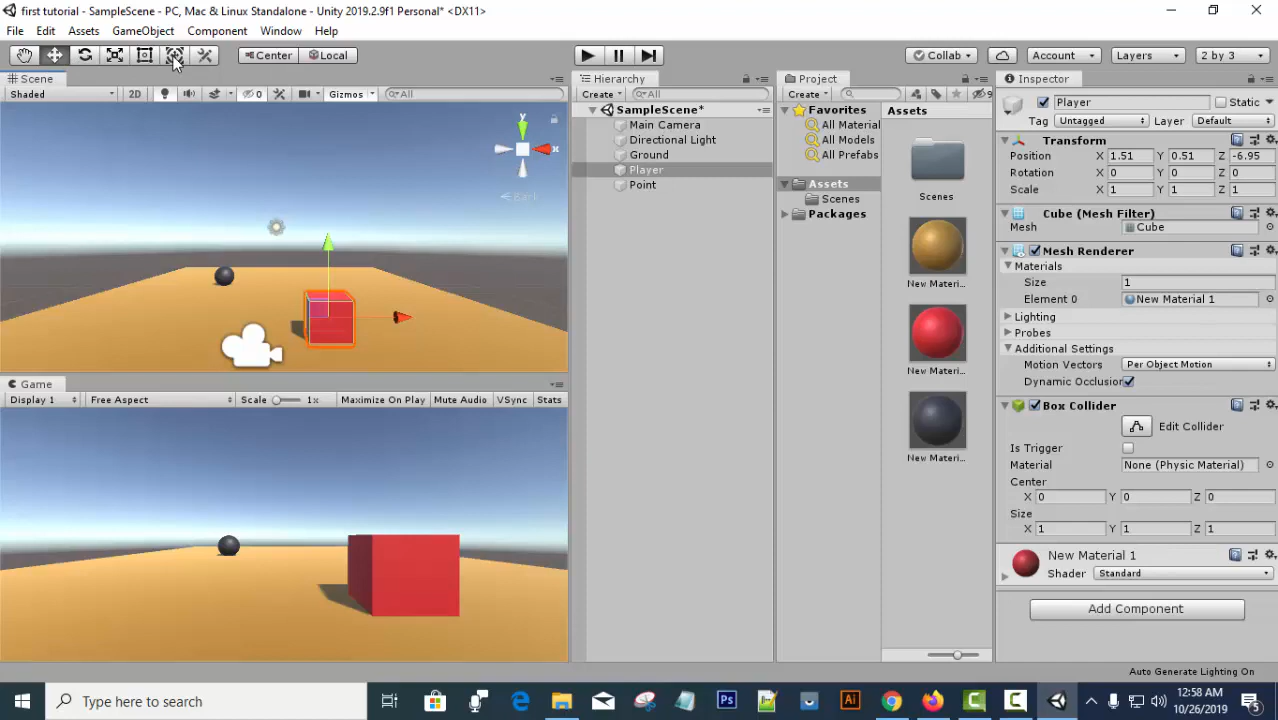 first tutorial - SampleScene - PC, Mac & Linux Standalone - Unity 2019.2.9f1 Personal* <DX11>
File Edit Assets GameObject Component Window Help
Center Local Collab Account Layers 2 by 3
Scene
Shaded 2D 0 Gizmos All
y
x
Back
Game
Display 1 Free Aspect Scale 1x Maximize On Play Mute Audio VSync Stats
Hierarchy
Create All
SampleScene*
Main Camera
Directional Light
Ground
Player
Point
Project
Create 9
Favorites
All Material
All Models
All Prefabs
Assets
Scenes
Packages
Assets
Scenes
New Materi...
New Materi...
New Materi...
Inspector
Player Static
Tag Untagged Layer Default
Transform
Position X 1.51 Y 0.51 Z -6.95
Rotation X 0 Y 0 Z 0
Scale X 1 Y 1 Z 1
Cube (Mesh Filter)
Mesh Cube
Mesh Renderer
Materials
Size 1
Element 0 New Material 1
Lighting
Probes
Additional Settings
Motion Vectors Per Object Motion
Dynamic Occlusion
Box Collider
Edit Collider
Is Trigger
Material None (Physic Material)
Center
X 0 Y 0 Z 0
Size
X 1 Y 1 Z 1
New Material 1
Shader Standard
Add Component
Auto Generate Lighting On
Type here to search
Ps
Ai
12:58 AM
10/26/2019
5